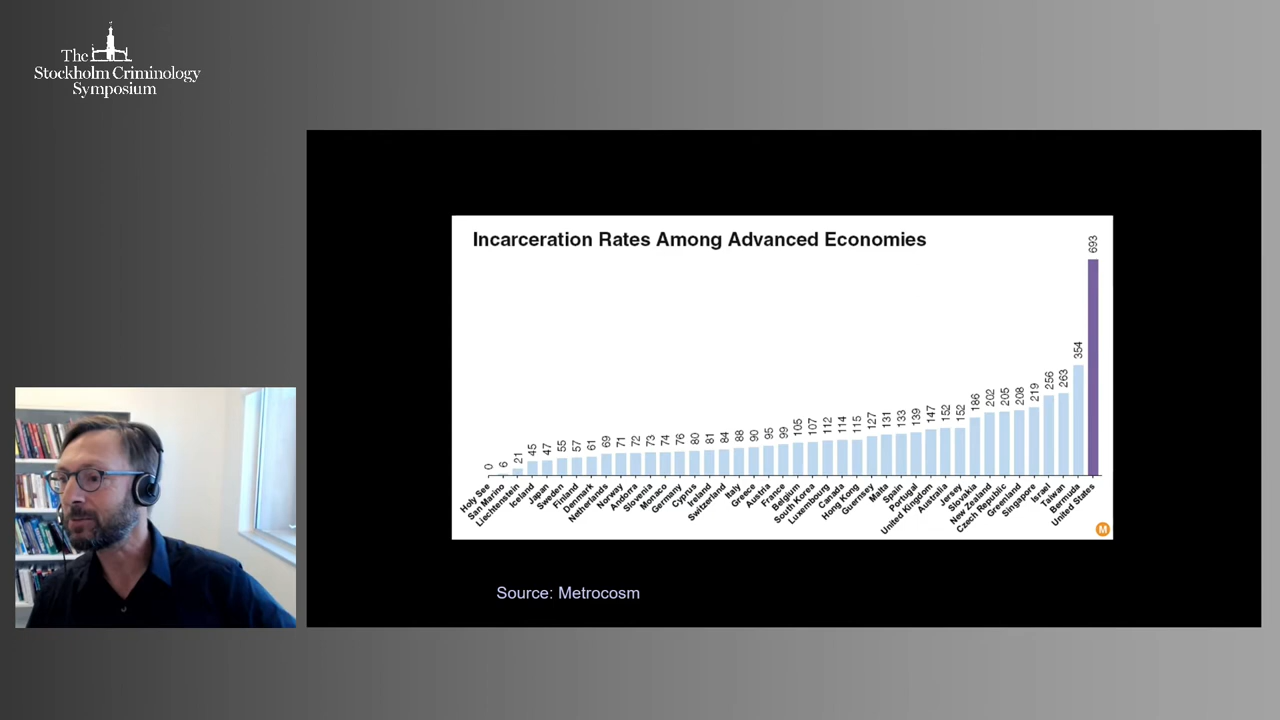 The
Stockholm Criminology
Symposium
Incarceration Rates Among Advanced Economies
0
6
21
45
47
55
57
61
69
71
72
73
74
76
80
81
84
88
90
95
99
105
107
112
114
115
127
131
133
139
147
152
152
186
202
205
208
219
256
263
354
693
Holy See
San Marino
Liechtenstein
Iceland
Japan
Sweden
Finland
Denmark
Netherlands
Norway
Andorra
Slovenia
Monaco
Germany
Cyprus
Ireland
Switzerland
Italy
Greece
Austria
France
Belgium
South Korea
Luxembourg
Canada
Hong Kong
Guernsey
Malta
Spain
Portugal
United Kingdom
Australia
Jersey
Slovakia
New Zealand
Czech Republic
Greenland
Singapore
Israel
Taiwan
Bermuda
United States
M
Source: Metrocosm